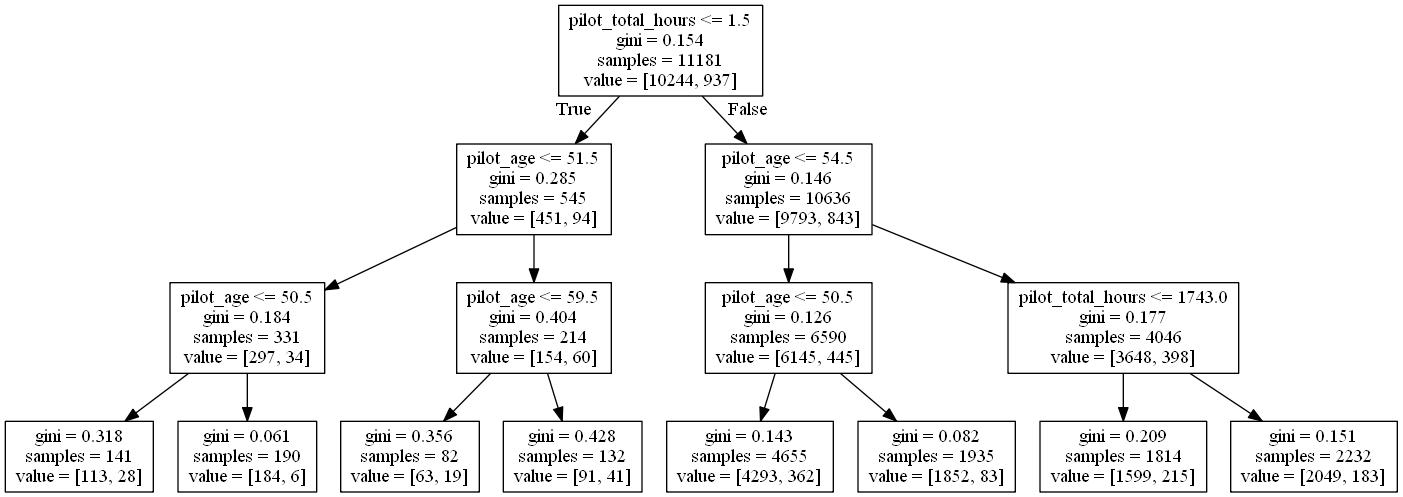 pilot_total_hours <= 1.5
gini = 0.154
samples = 11181
value = [10244, 937]
True
False
pilot_age <= 51.5
gini = 0.285
samples = 545
value = [451, 94]
pilot_age <= 54.5
gini = 0.146
samples = 10636
value = [9793, 843]
pilot_age <= 50.5
gini = 0.184
samples = 331
value = [297, 34]
pilot_age <= 59.5
gini = 0.404
samples = 214
value = [154, 60]
pilot_age <= 50.5
gini = 0.126
samples = 6590
value = [6145, 445]
pilot_total_hours <= 1743.0
gini = 0.177
samples = 4046
value = [3648, 398]
gini = 0.318
samples = 141
value = [113, 28]
gini = 0.061
samples = 190
value = [184, 6]
gini = 0.356
samples = 82
value = [63, 19]
gini = 0.428
samples = 132
value = [91, 41]
gini = 0.143
samples = 4655
value = [4293, 362]
gini = 0.082
samples = 1935
value = [1852, 83]
gini = 0.209
samples = 1814
value = [1599, 215]
gini = 0.151
samples = 2232
value = [2049, 183]